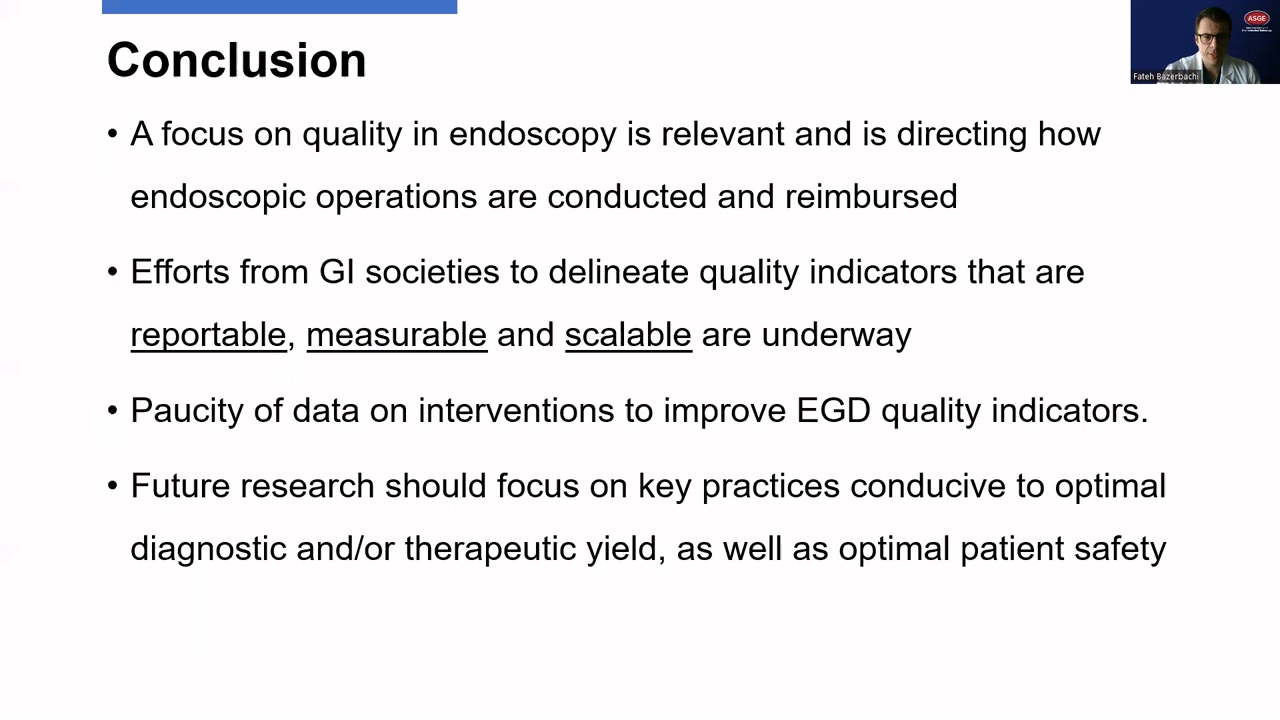 Conclusion
ASGE
Fateh Bazerbachi
• A focus on quality in endoscopy is relevant and is directing how
endoscopic operations are conducted and reimbursed
• Efforts from GI societies to delineate quality indicators that are
reportable, measurable and scalable are underway
• Paucity of data on interventions to improve EGD quality indicators.
• Future research should focus on key practices conducive to optimal
diagnostic and/or therapeutic yield, as well as optimal patient safety